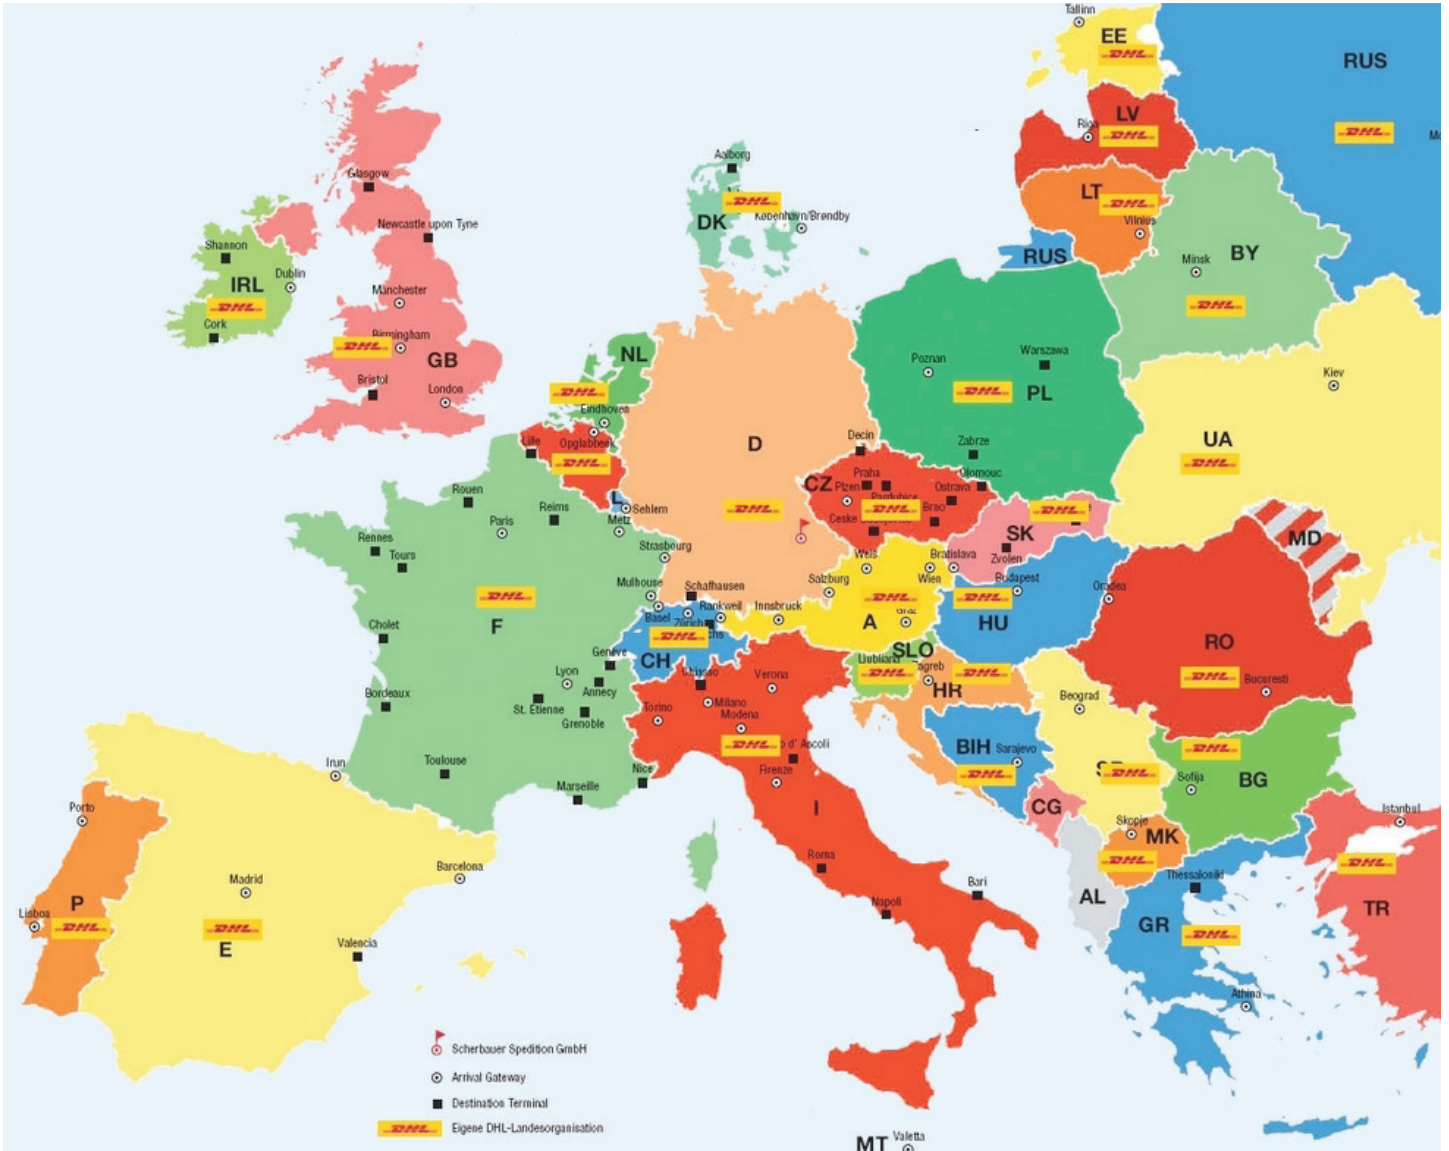 Tallinn
EE
DHL
RUS
DHL
LV
Riga
DHL
LT
DHL
Vilnius
RUS
Minsk
BY
DHL
Aalborg
DHL
DK
København/Brøndby
Glasgow
Newcastle upon Tyne
Shannon
IRL
Dublin
DHL
Cork
Manchester
Birmingham
DHL
GB
Bristol
London
NL
DHL
Eindhoven
Opglabbeek
DHL
Lille
L
Sehlem
Metz
D
DHL
Poznan
Warszawa
DHL
PL
Zabrze
Kiev
UA
DHL
Decin
CZ
Praha
Plzen
Pardubice
DHL
Ostrava
Olomouc
Brno
Ceske
DHL
SK
Zvolen
MD
Rouen
Paris
Reims
Rennes
Tours
Strasbourg
Mulhouse
DHL
F
Cholet
Bordeaux
Lyon
St. Etienne
Annecy
Grenoble
Toulouse
Marseille
Nice
Irun
Schafhausen
Basel
Zürich
Rankweil
DHL
CH
Genève
Chiasso
Innsbruck
Salzburg
Wels
Wien
DHL
A
Graz
Bratislava
Budapest
DHL
HU
Oradea
RO
DHL
Bucuresti
SLO
Ljubljana
DHL
Zagreb
HR
DHL
Torino
Milano
Verona
Modena
DHL
o d' Ascoli
Firenze
I
Roma
Napoli
Bari
BIH
Sarajevo
DHL
Beograd
DHL
CG
Skopje
MK
DHL
AL
DHL
Sofija
BG
Thessaloniki
GR
DHL
Athina
Istanbul
DHL
TR
Porto
P
Lisboa
DHL
Madrid
DHL
E
Barcelona
Valencia
Scherbauer Spedition GmbH
Arrival Gateway
Destination Terminal
DHL
Eigene DHL-Landesorganisation
MT
Valetta